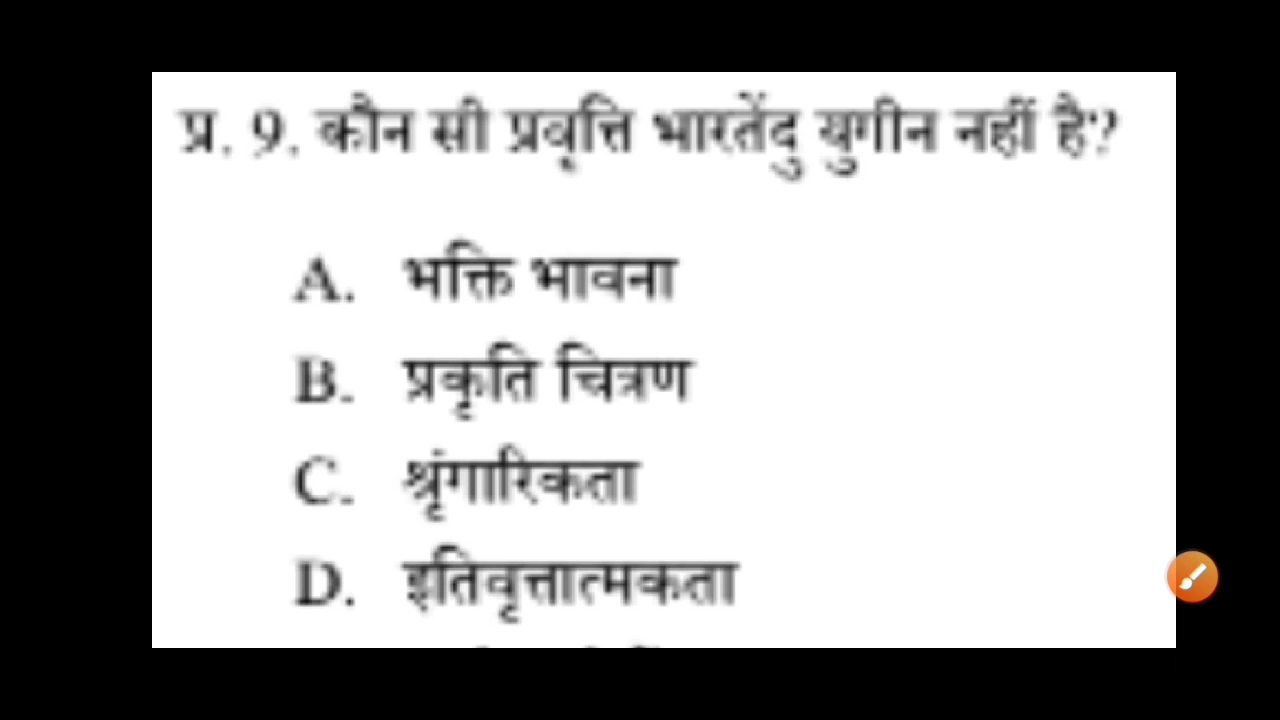 प्र. 9. कौन सी प्रवृत्ति भारतेंदु युगीन नहीं है?
A. भक्ति भावना
B. प्रकृति चित्रण
C. श्रृंगारिकता
D. इतिवृत्तात्मकता